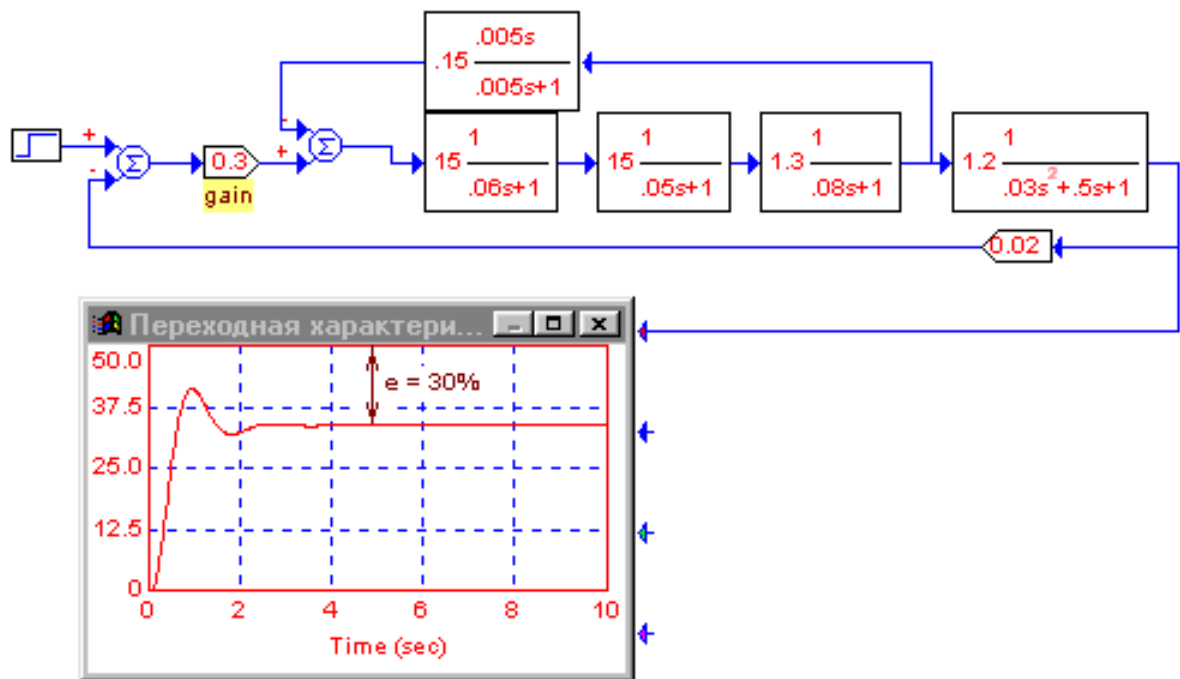 .15 .005s
.005s+1
+
-
Σ
0.3
gain
-
+
Σ
15 1
.06s+1
15 1
.05s+1
1.3 1
.08s+1
1.2 1
.03s²+.5s+1
0.02
Переходная характери...
50.0
37.5
25.0
12.5
0
e = 30%
0 2 4 6 8 10
Time (sec)